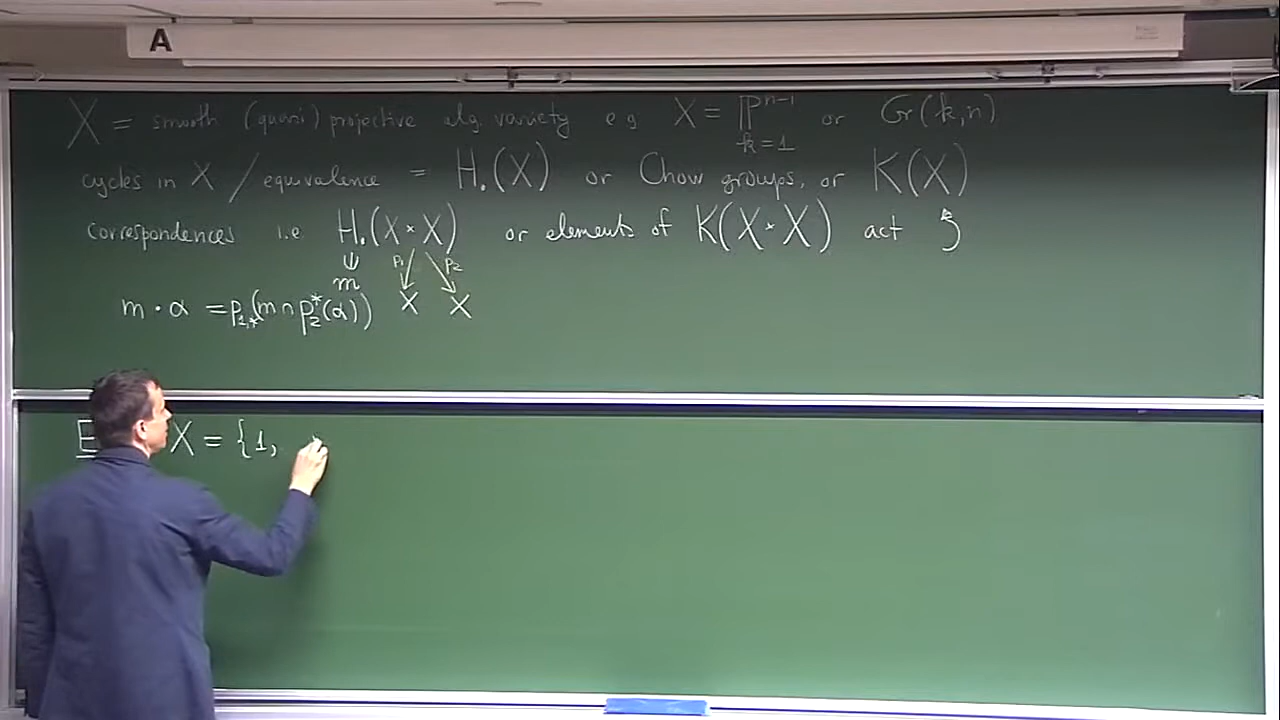 A
X = smooth (quasi) projective alg. variety e.g. X = ℙⁿ⁻¹ or Gr(k,n)
k=1
cycles in X / equivalence = H.(X) or Chow groups, or K(X)
correspondences i.e H.(X×X) or elements of K(X×X) act
p₁ p₂
m
m·α = p₁,*(m∩p₂*(α)) X X
E X = {1,